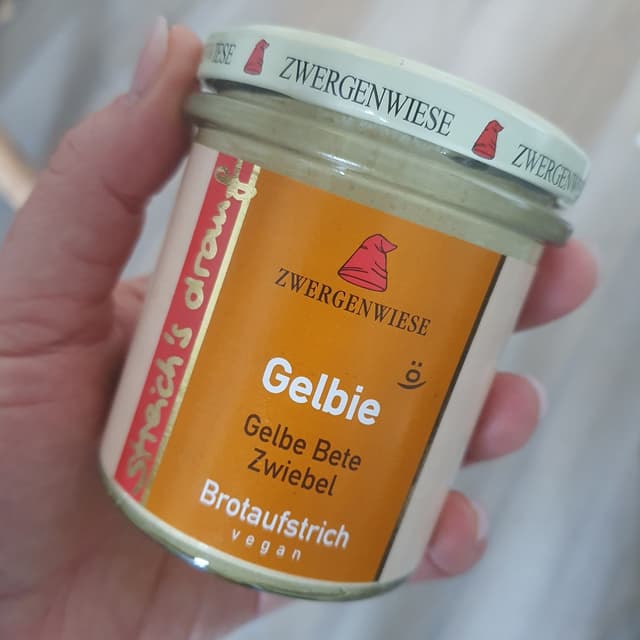 ZWERGENWIESE
ZWERGENWIESE
streich's drauf
ZWERGENWIESE
ö
Gelbie
Gelbe Bete
Zwiebel
Brotaufstrich
vegan